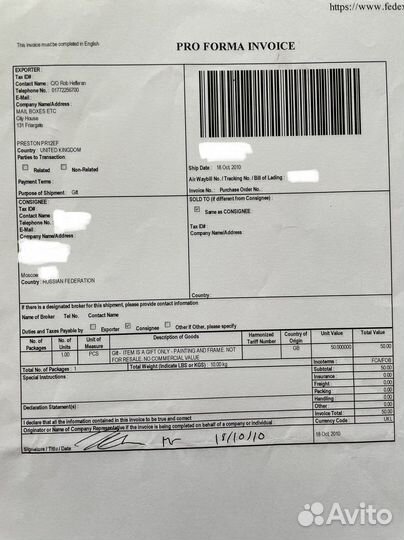 https://www.fedex
This invoice must be completed in English.
PRO FORMA INVOICE
EXPORTER
Tax ID#:
Contact Name : C/O Rob Hefferan
Telephone No. : 01772256700
E-Mail :
Company Name/Address :
MAIL BOXES ETC
City House
131 Friargate
PRESTON PR12EF
Country : UNITED KINGDOM
Parties to Transaction :
Related Non-Related
Payment Terms :
Purpose of Shipment : Gift
Ship Date : 18 Oct, 2010
Air Waybill No. / Tracking No. / Bill of Lading :
Invoice No. : Purchase Order No. :
CONSIGNEE
Tax ID#:
Contact Name
Telephone No. :
E-Mail :
Company Name/Address :
Moscow
Country : RUSSIAN FEDERATION
SOLD TO (if different from Consignee) :
Same as CONSIGNEE :
Tax ID# :
Company Name/Address :
Country :
If there is a designated broker for this shipment, please provide contact information
Name of Broker Tel No. Contact Name
Duties and Taxes Payable by Exporter Consignee Other If Other, please specify
No. of Packages No. of Units Unit of Measure Description of Goods Harmonized Tariff Number Country of Origin Unit Value Total Value
1.00 PCS Gift - ITEM IS A GIFT ONLY - PAINTING AND FRAME. NOT FOR RESALE, NO COMMERCIAL VALUE GB 50.000000 50.00
Total No. of Packages : 1 Total Weight (Indicate LBS or KGS) : 10.00 kg
Incoterms : FCA/FOB
Special Instructions :
Subtotal: 50.00
Insurance: 0.00
Freight: 0.00
Packing: 0.00
Handling: 0.00
Other: 0.00
Declaration Statement(s) :
Invoice Total: 50.00
I declare that all the information contained in this invoice to be true and correct
Currency Code: UKL
Originator or Name of Company Representative if the invoice is being completed on behalf of a company or individual
18 Oct, 2010
18/10/10
Signature / Title / Date
Avito